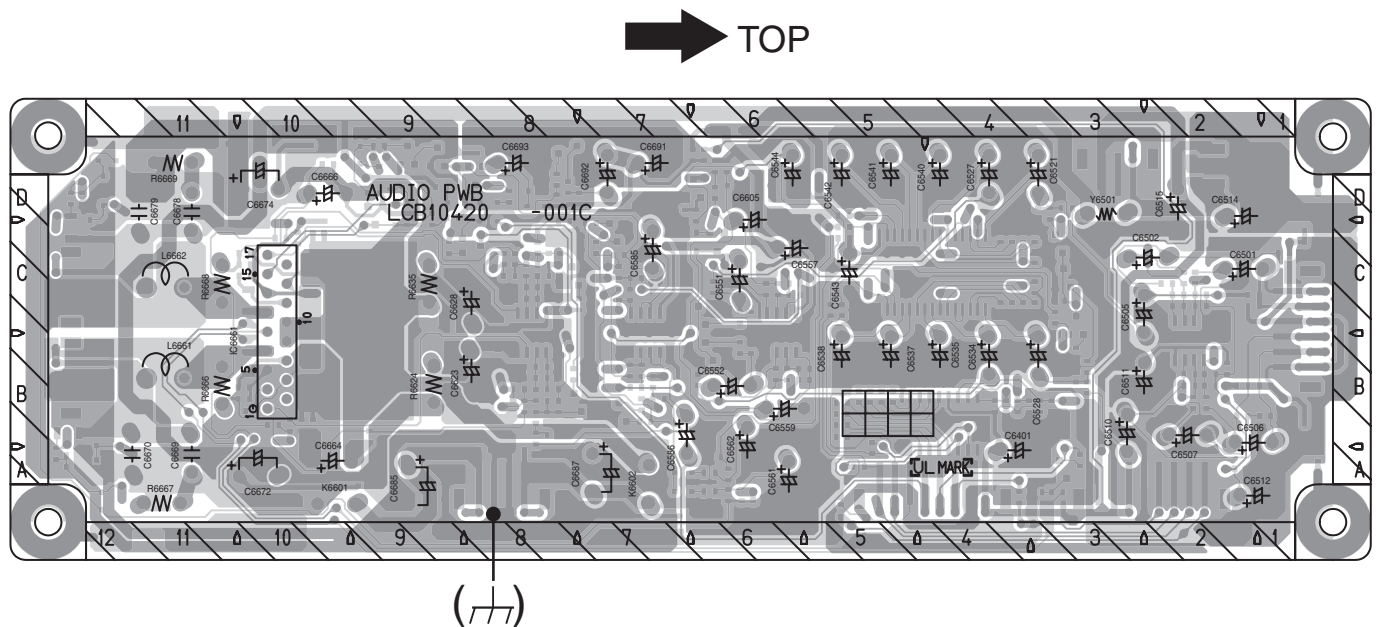 TOP
11 10 9 8 7 6 5 4 3 2 1
C6693 C6691
R6669 C6692 C6544 C6542 C6541 C6540 C6527 C6521
C6674 C6666 AUDIO PWB
D D
C6679 C6678 LCB10420 -001C C6605 Y6501 C6515 C6514
C6585 C6557 C6502
L6662 17 C6551 C6543 C6501
C 15 C
R6668 R6635 C6628 C6505
IC6661 10
L6661 C6538 C6537 C6535 C6534
5 C6552 C6511
R6666 R6624 C6623
B 1 C6559 C6528 B
C6566 C6562 C6510 C6507 C6506
C6670 C6669 C6664 C6401
A C6672 C6685 C6687 K6602 C6561 UL MARK A
R6667 K6601 C6512
12 11 10 9 8 7 6 5 4 3 2 1